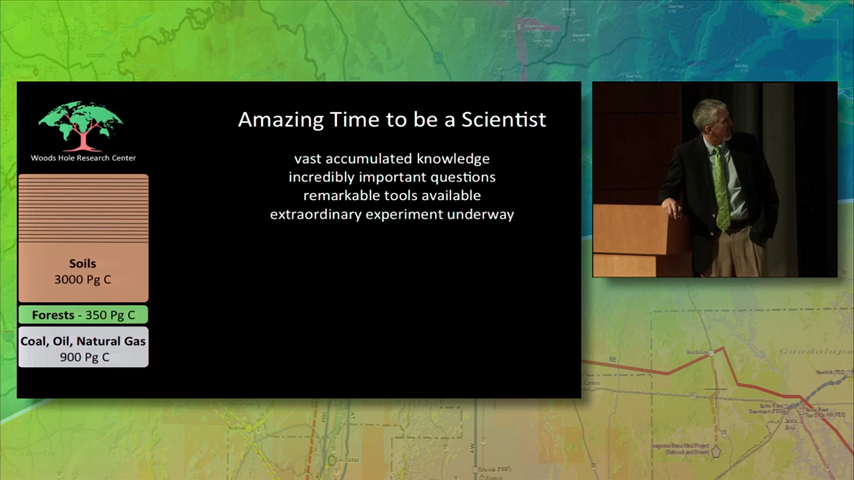 Amazing Time to be a Scientist
vast accumulated knowledge
incredibly important questions
remarkable tools available
extraordinary experiment underway
Woods Hole Research Center
Soils
3000 Pg C
Forests - 350 Pg C
Coal, Oil, Natural Gas
900 Pg C
Guadalupe